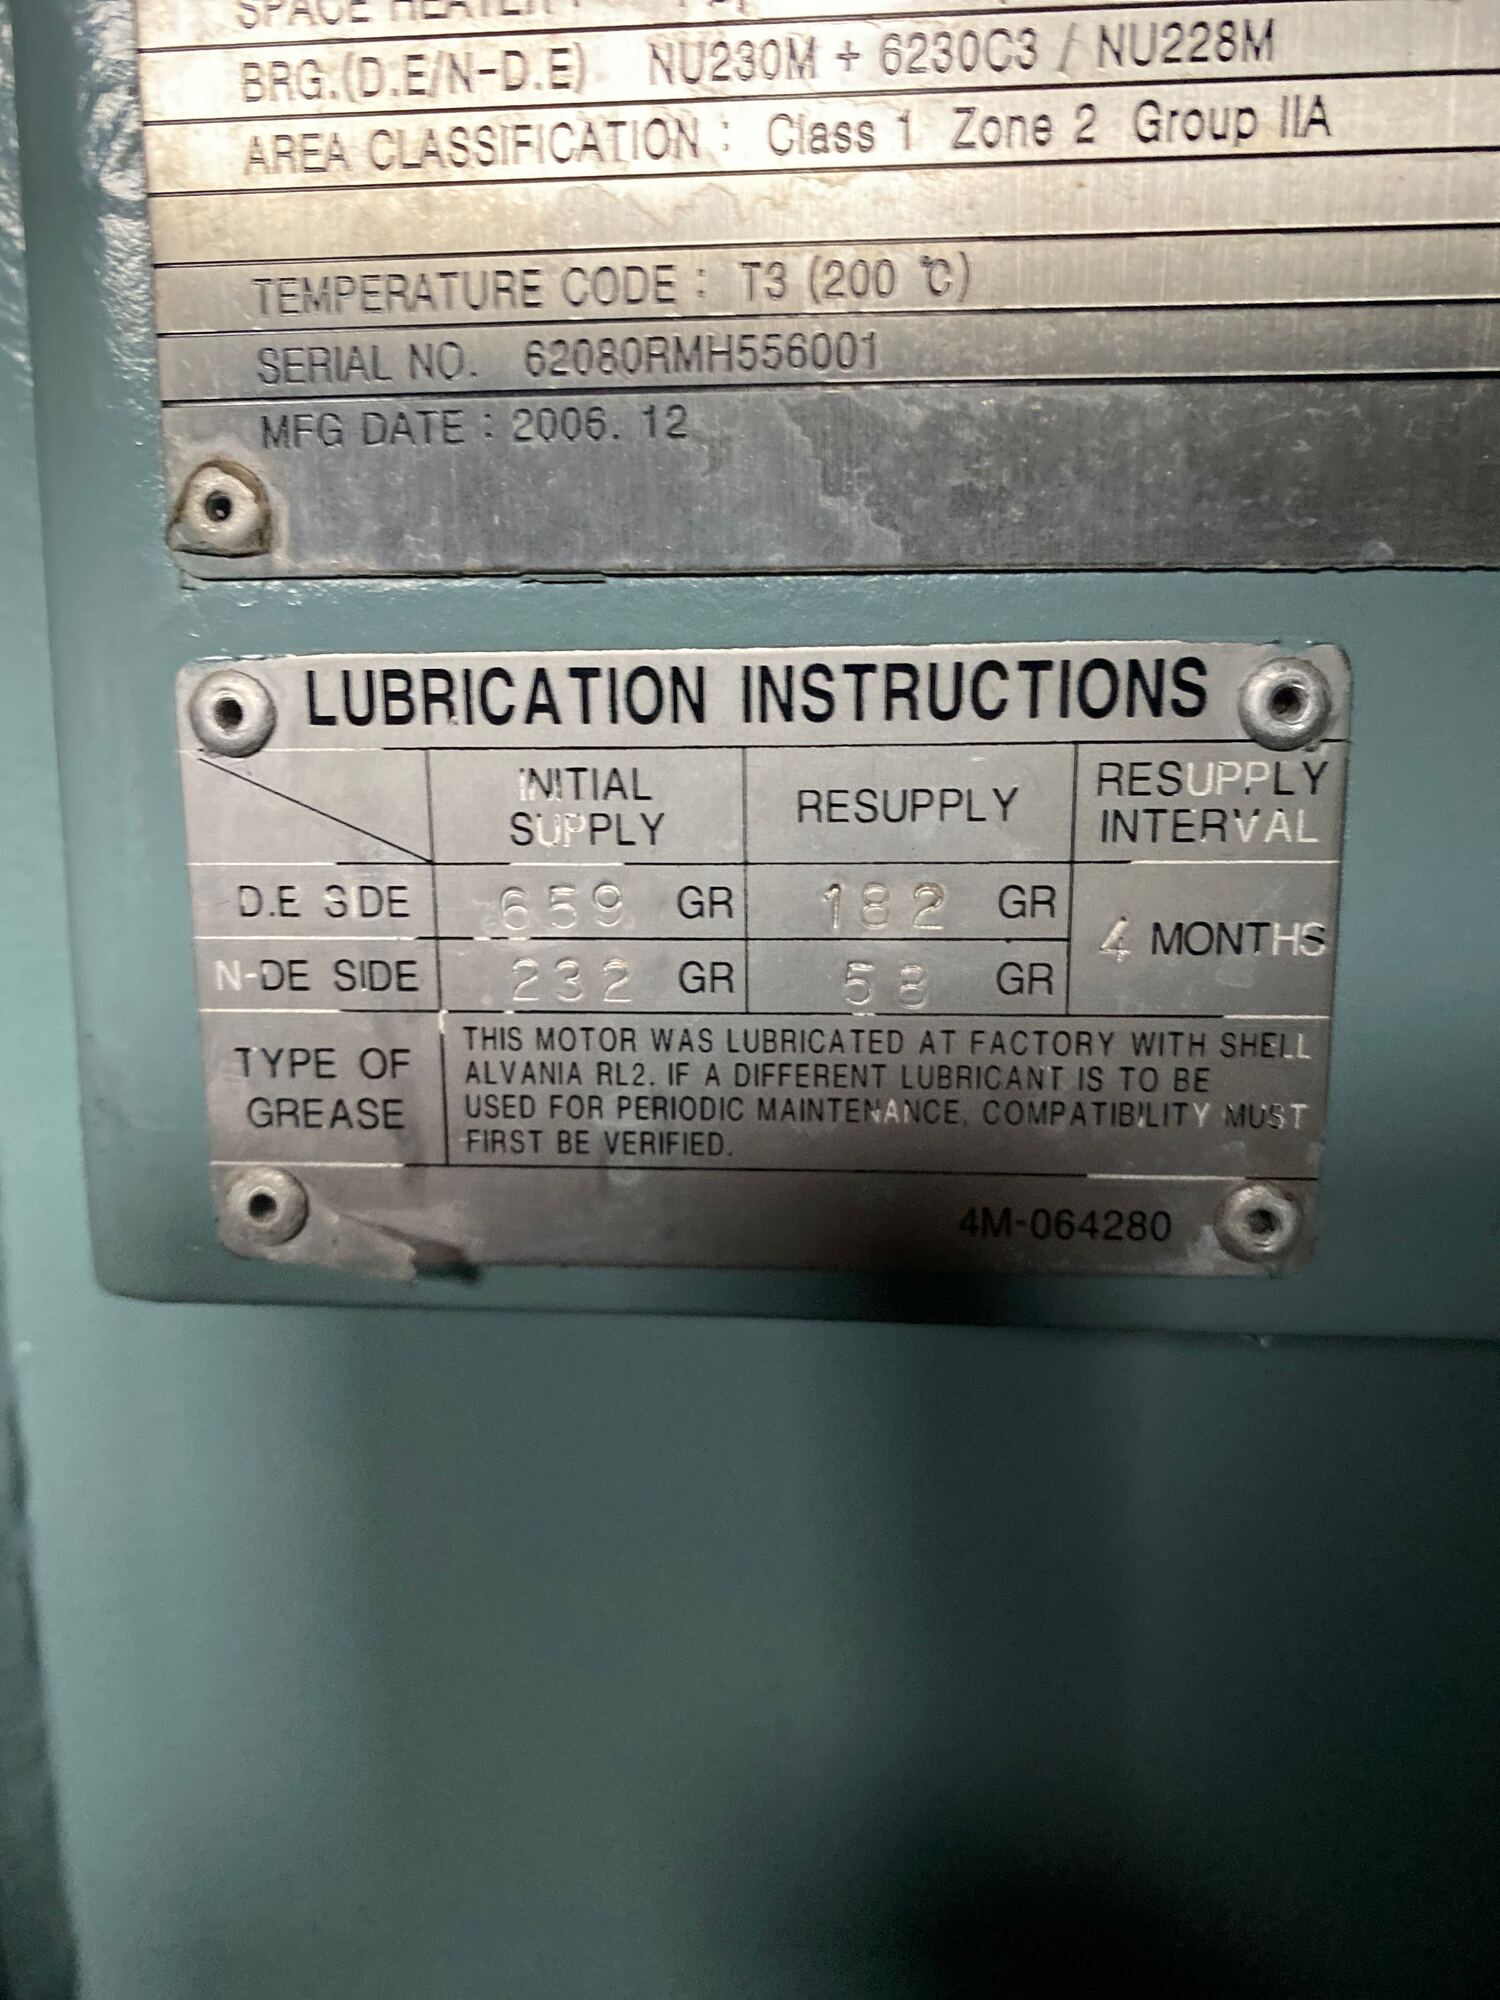 SPACE HEATER
BRG.(D.E/N-D.E) NU230M + 6230C3 / NU228M
AREA CLASSIFICATION : Class 1 Zone 2 Group IIA
TEMPERATURE CODE : T3 (200 ℃)
SERIAL NO. 62080RMH556001
MFG DATE : 2006. 12
LUBRICATION INSTRUCTIONS
INITIAL SUPPLY RESUPPLY RESUPPLY INTERVAL
D.E SIDE 659 GR 182 GR 4 MONTHS
N-DE SIDE 232 GR 58 GR
TYPE OF GREASE
THIS MOTOR WAS LUBRICATED AT FACTORY WITH SHELL
ALVANIA RL2. IF A DIFFERENT LUBRICANT IS TO BE
USED FOR PERIODIC MAINTENANCE, COMPATIBILITY MUST
FIRST BE VERIFIED.
4M-064280